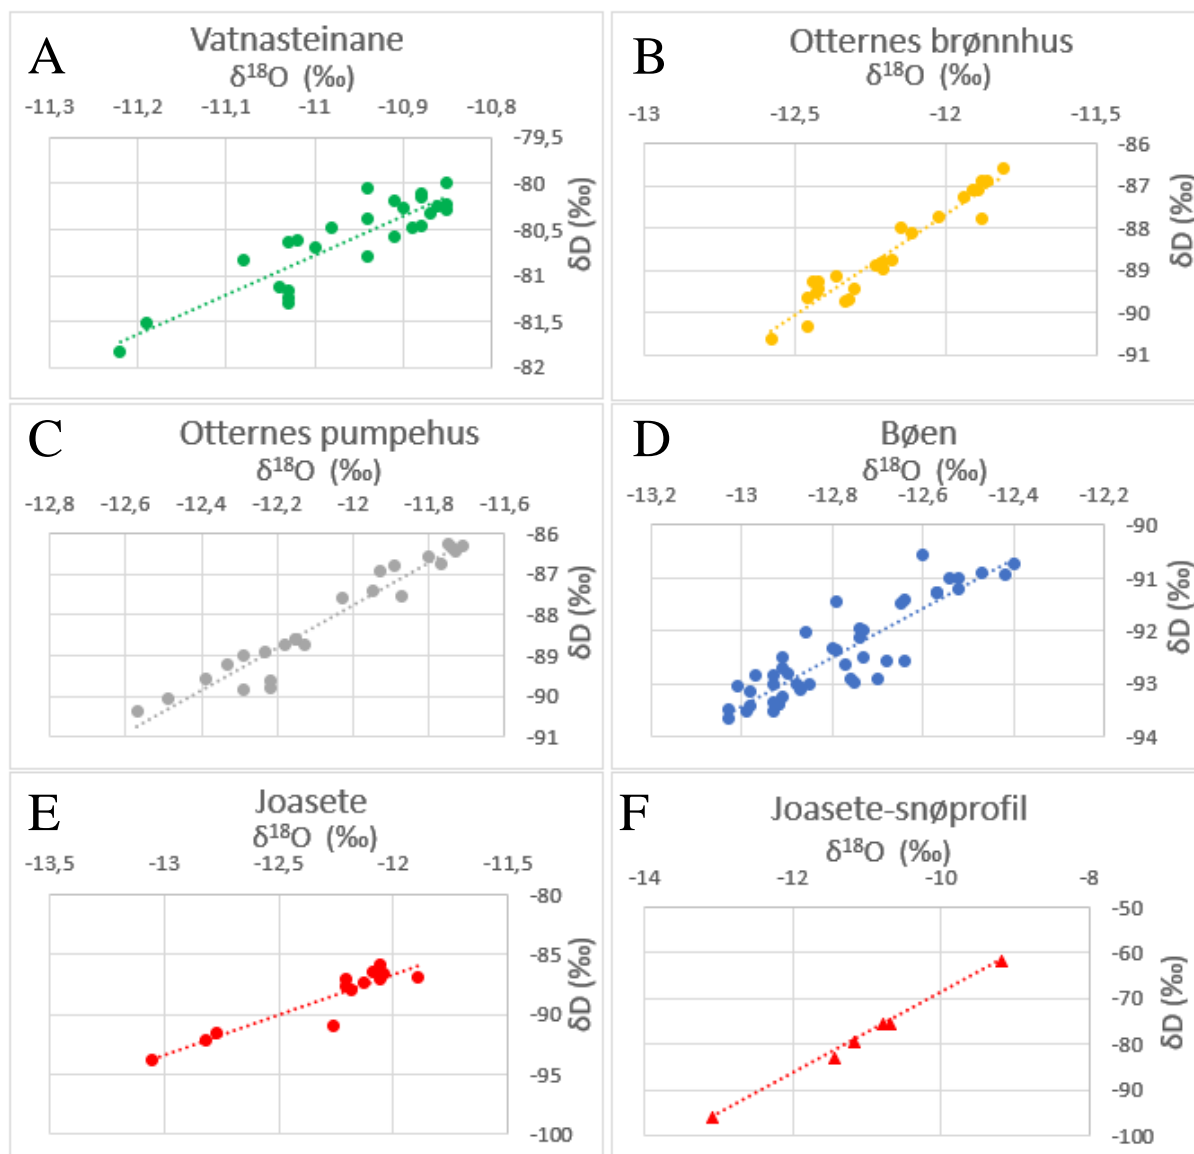 A
Vatnasteinane
δ18O (‰)
-11,3 -11,2 -11,1 -11 -10,9 -10,8
-79,5
-80
-80,5
-81
-81,5
-82
δD (‰)
B
Otternes brønnhus
δ18O (‰)
-13 -12,5 -12 -11,5
-86
-87
-88
-89
-90
-91
δD (‰)
C
Otternes pumpehus
δ18O (‰)
-12,8 -12,6 -12,4 -12,2 -12 -11,8 -11,6
-86
-87
-88
-89
-90
-91
δD (‰)
D
Bøen
δ18O (‰)
-13,2 -13 -12,8 -12,6 -12,4 -12,2
-90
-91
-92
-93
-94
δD (‰)
E
Joasete
δ18O (‰)
-13,5 -13 -12,5 -12 -11,5
-80
-85
-90
-95
-100
δD (‰)
F
Joasete-snøprofil
δ18O (‰)
-14 -12 -10 -8
-50
-60
-70
-80
-90
-100
δD (‰)